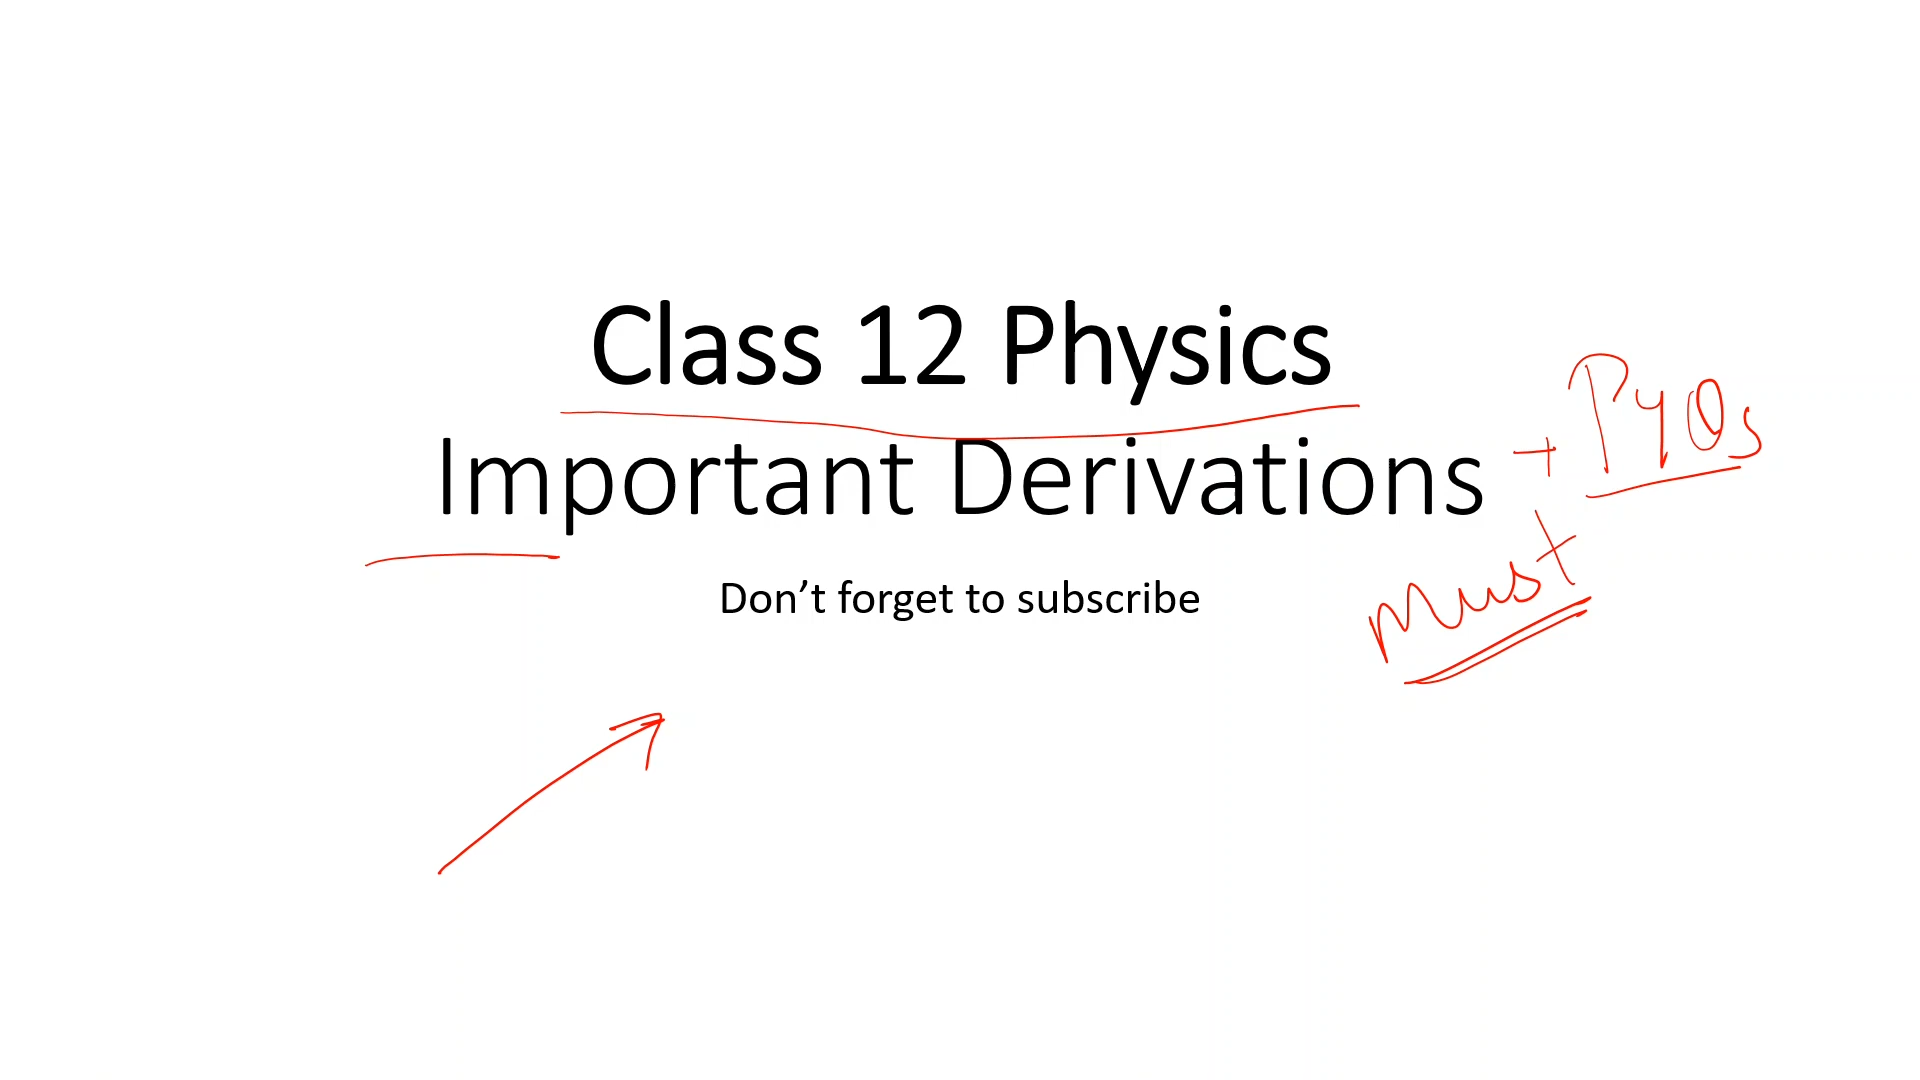 Class 12 Physics
Important Derivations + PYQs
Don’t forget to subscribe
Must